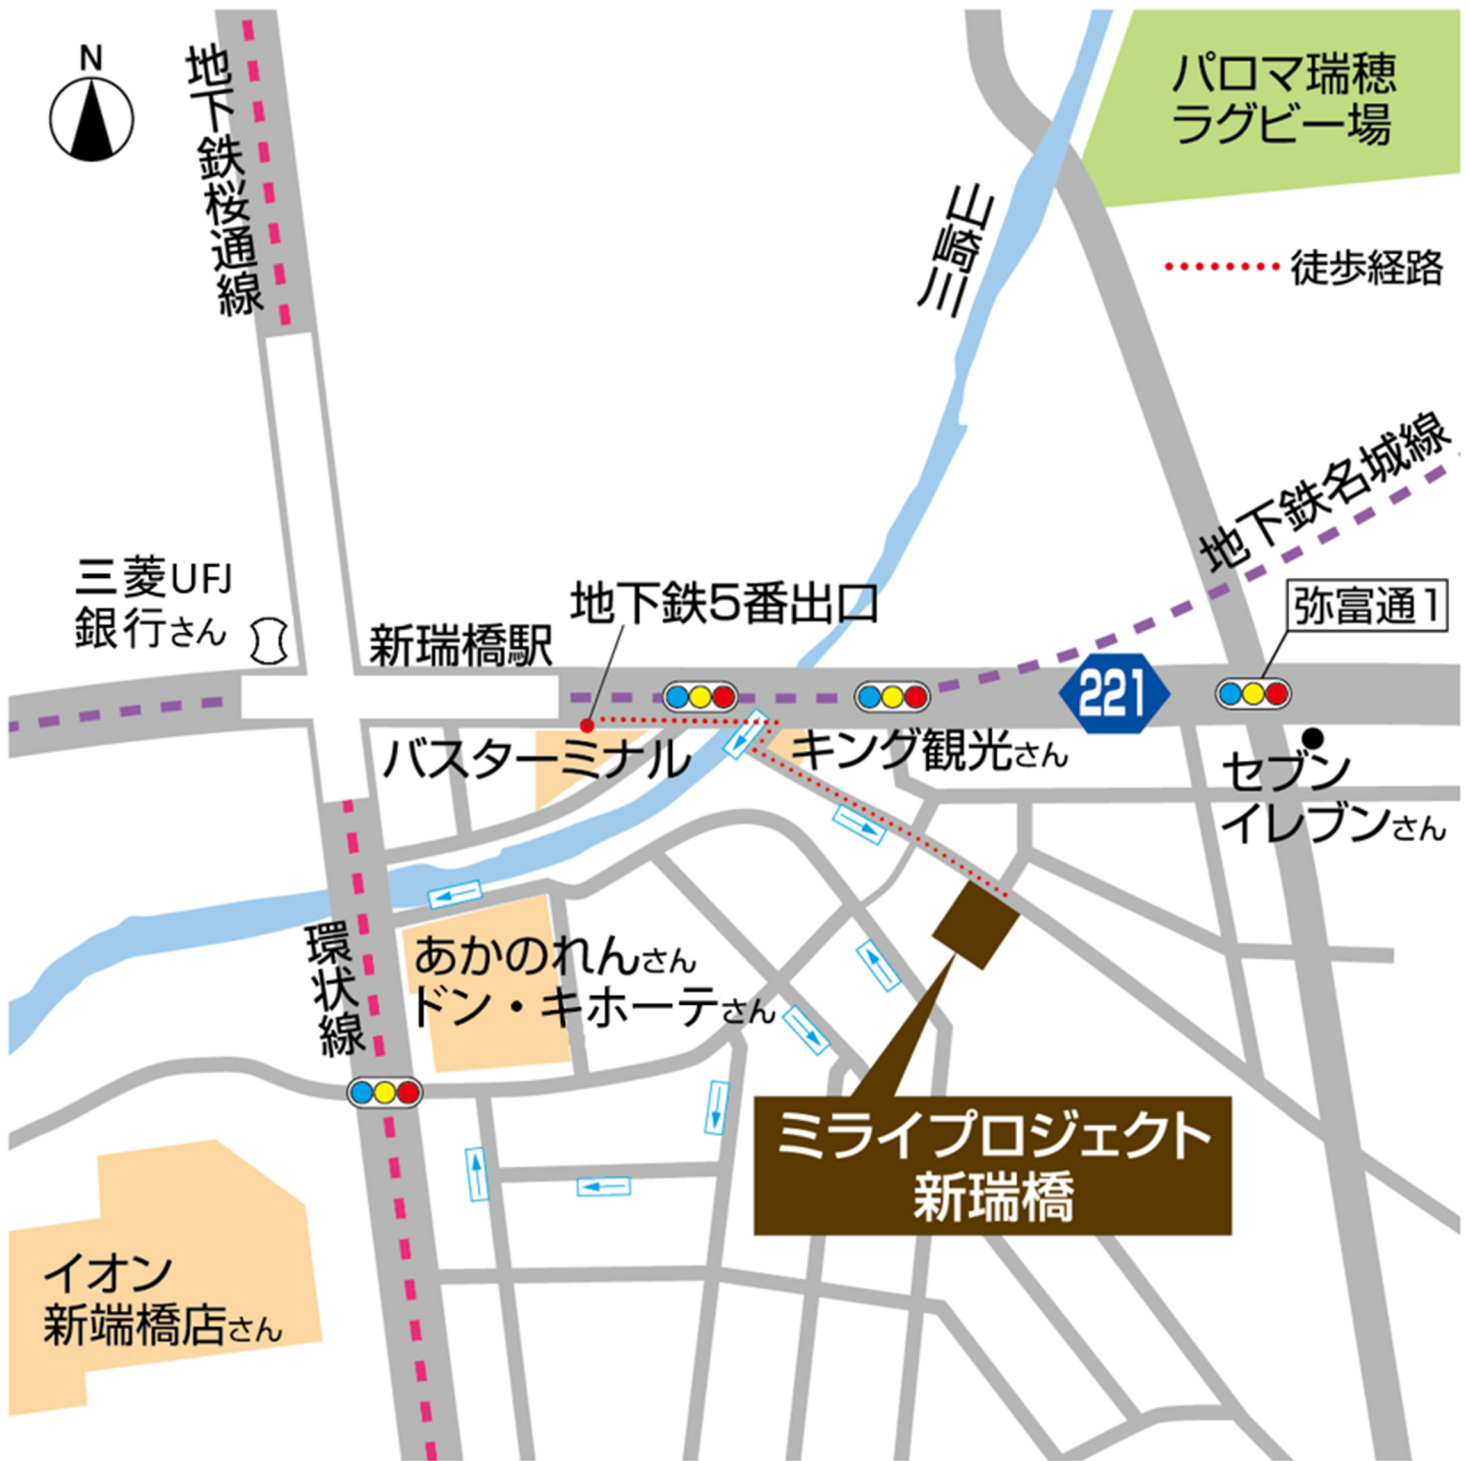 N
地下鉄桜通線
パロマ瑞穂
ラグビー場
山崎川
徒歩経路
地下鉄名城線
三菱UFJ
銀行さん
地下鉄5番出口
弥富通1
新瑞橋駅
221
バスターミナル
キング観光さん
セブン
イレブンさん
環状線
あかのれんさん
ドン・キホーテさん
ミライプロジェクト
新瑞橋
イオン
新端橋店さん